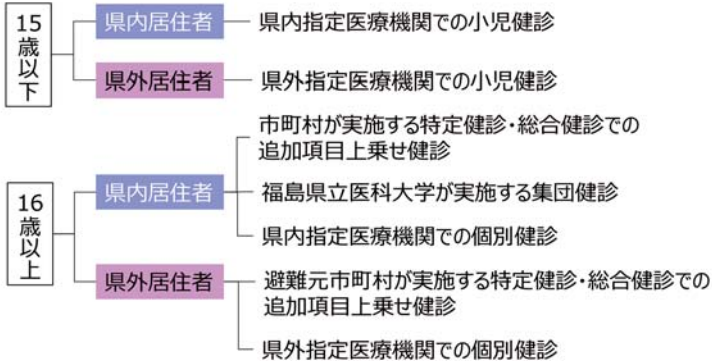 15歳以下
県内居住者
県内指定医療機関での小児健診
県外居住者
県外指定医療機関での小児健診
16歳以上
県内居住者
市町村が実施する特定健診・総合健診での
追加項目上乗せ健診
福島県立医科大学が実施する集団健診
県内指定医療機関での個別健診
県外居住者
避難元市町村が実施する特定健診・総合健診での
追加項目上乗せ健診
県外指定医療機関での個別健診